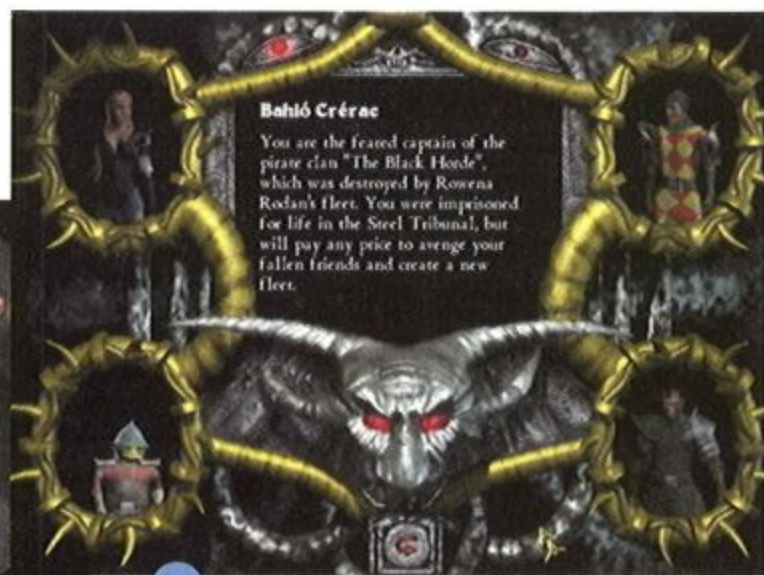 Bahló Crérac
You are the feared captain of the
pirate clan "The Black Horde",
which was destroyed by Rowena
Rodan's fleet. You were imprisoned
for life in the Steel Tribunal, but
will pay any price to avenge your
fallen friends and create a new
fleet.